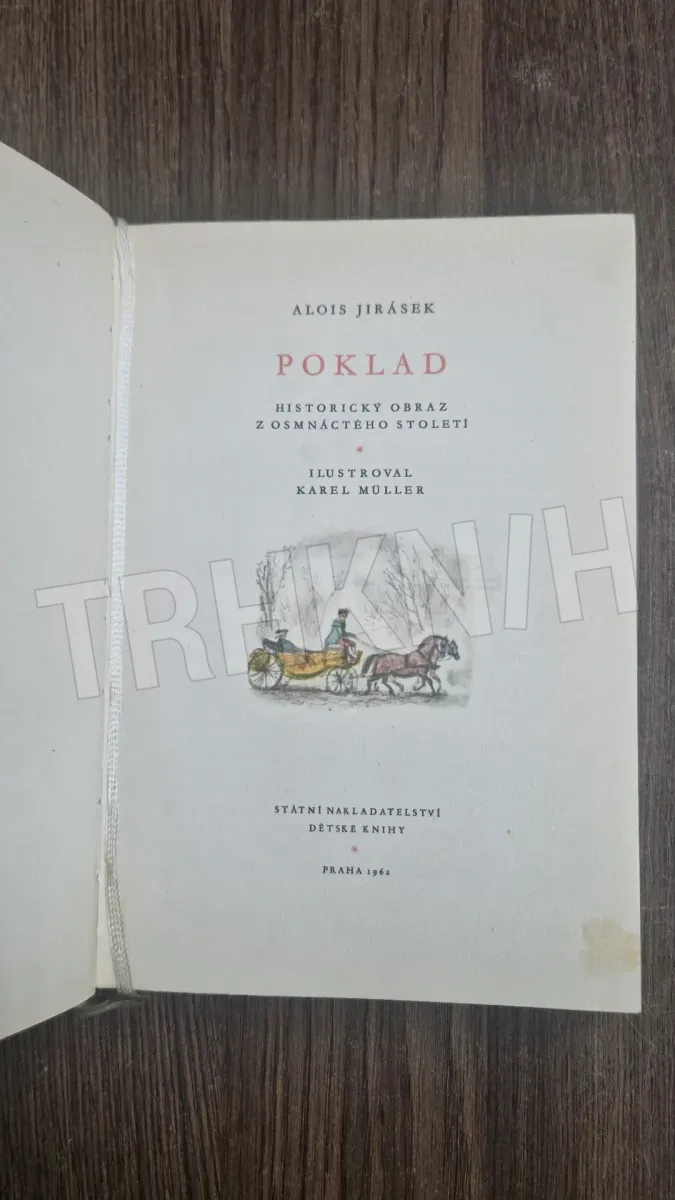 ALOIS JIRÁSEK
POKLAD
HISTORICKÝ OBRAZ
Z OSMNÁCTÉHO STOLETÍ
*
ILUSTROVAL
KAREL MÜLLER
TRHKNIH
STÁTNÍ NAKLADATELSTVÍ
DĚTSKÉ KNIHY
*
PRAHA 1962